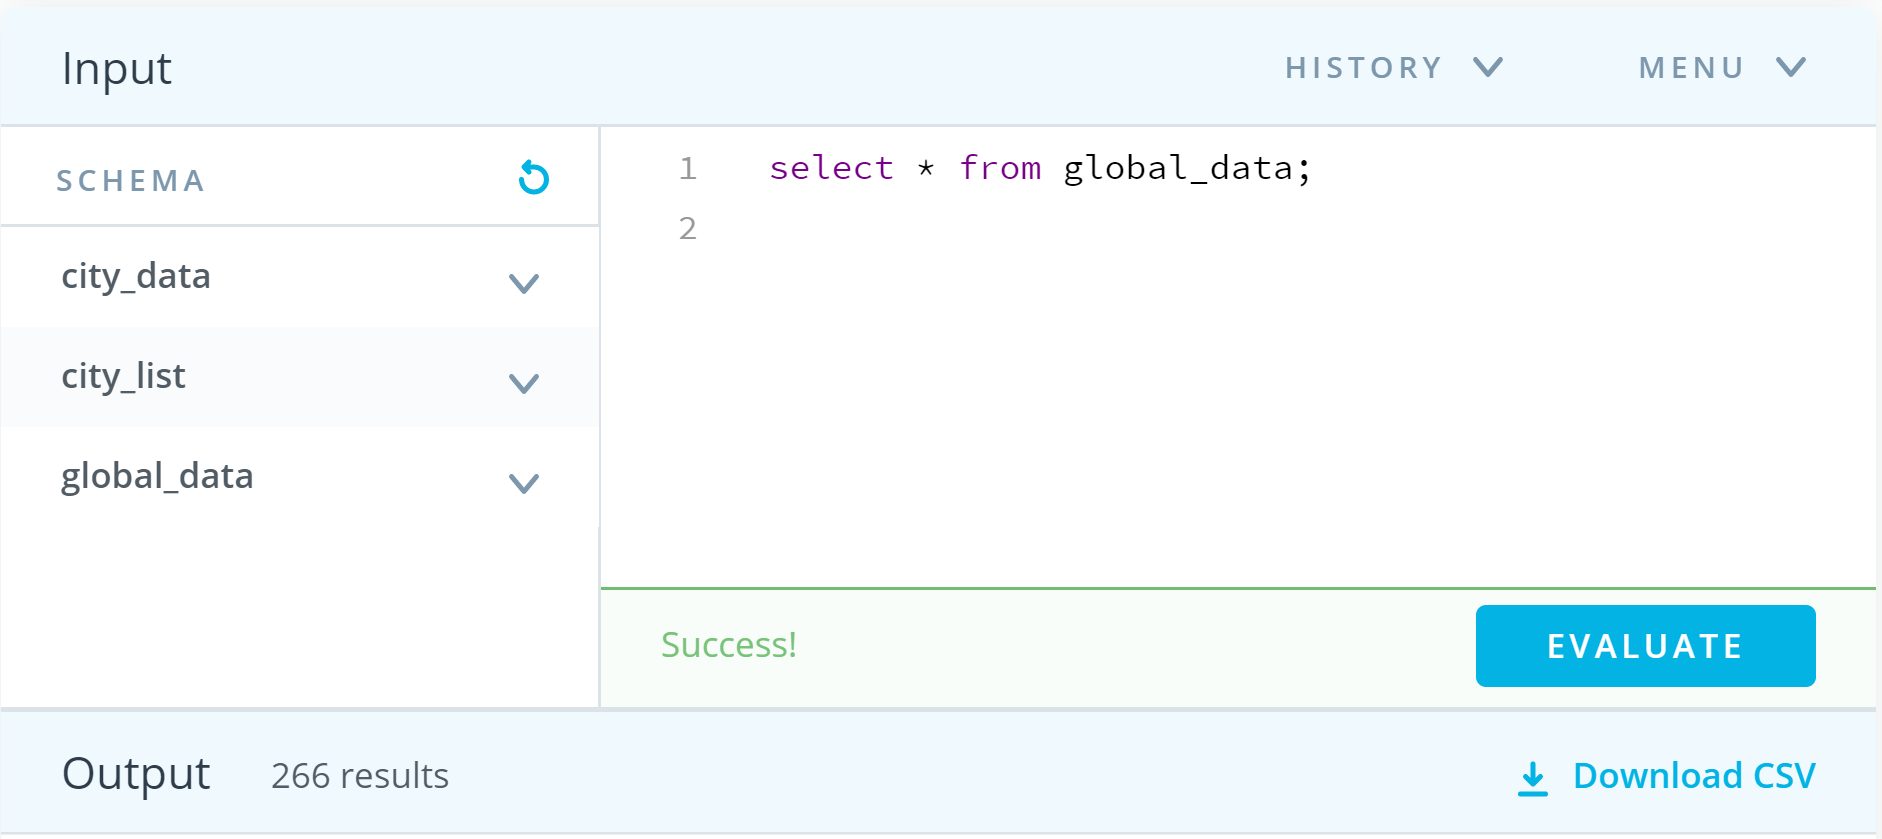 Input
HISTORY
MENU
SCHEMA
city_data
city_list
global_data
1 select * from global_data;
2
Success!
EVALUATE
Output
266 results
Download CSV